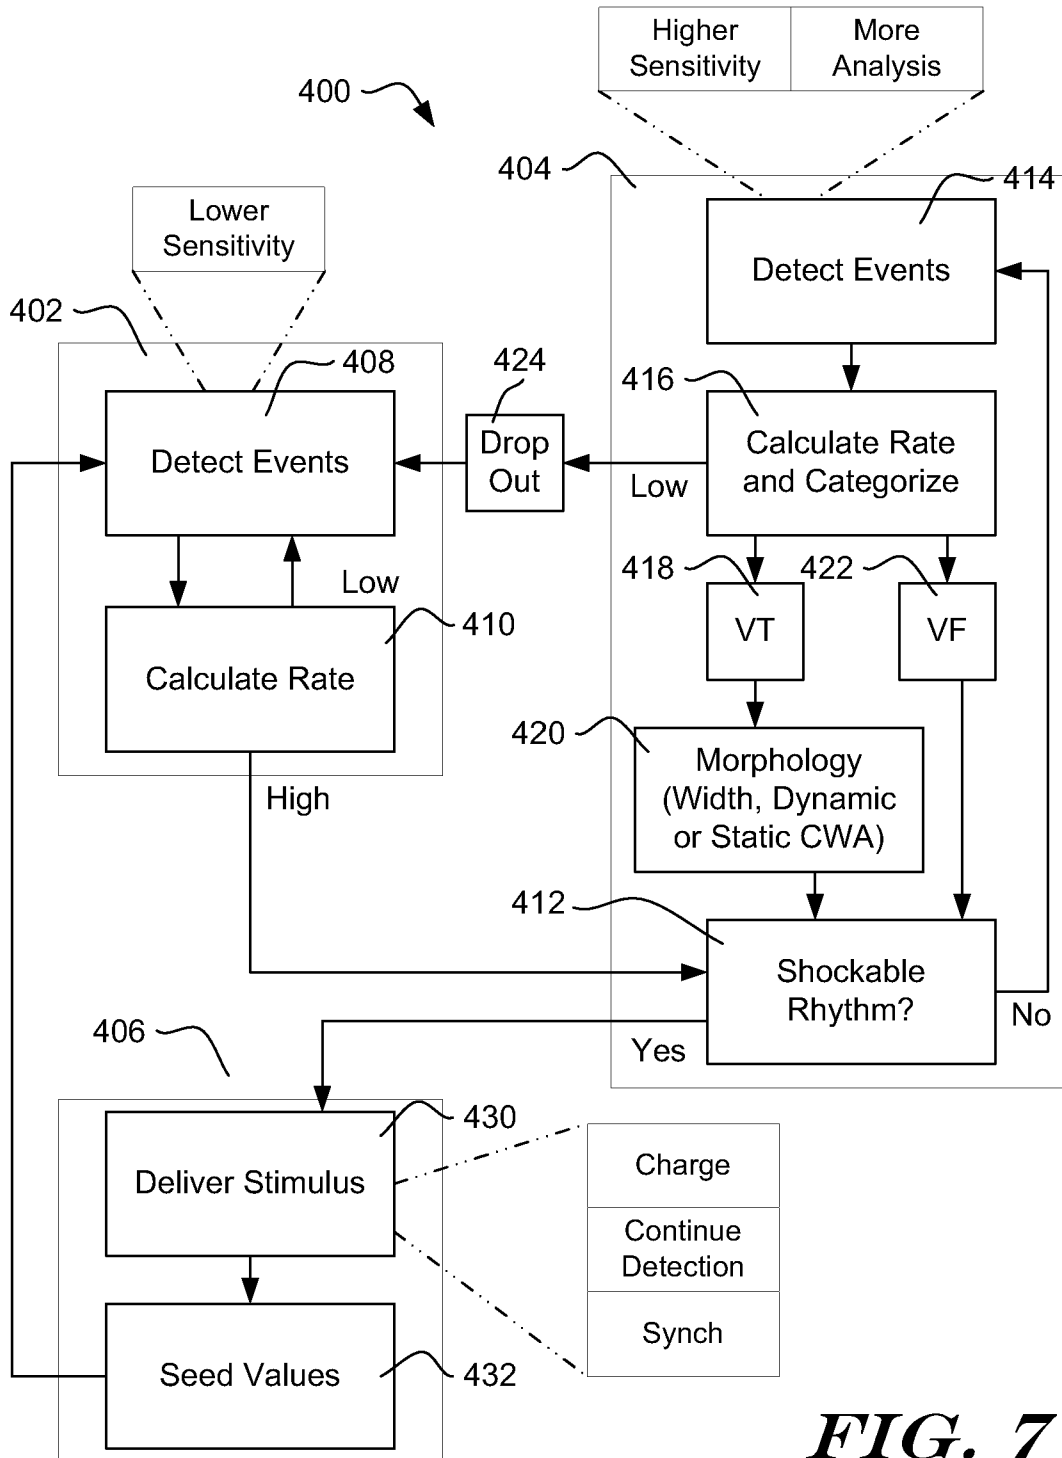 Higher
Sensitivity
More
Analysis
400
404
414
Lower
Sensitivity
Detect Events
402
408
424
416
Detect Events
Drop
Out
Low
Calculate Rate
and Categorize
Low
418
422
410
VT
VF
Calculate Rate
420
Morphology
(Width, Dynamic
or Static CWA)
High
412
Shockable
Rhythm?
No
406
Yes
430
Deliver Stimulus
Charge
Continue
Detection
Synch
Seed Values
432
FIG. 7